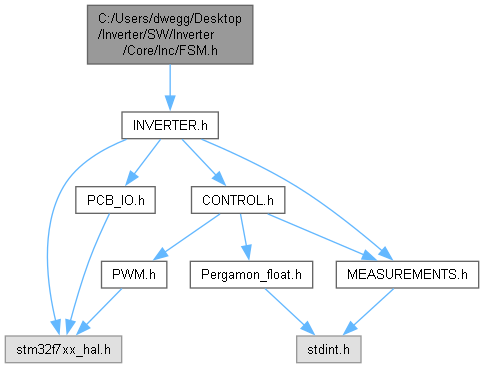 C:/Users/dwegg/Desktop
/Inverter/SW/Inverter
/Core/Inc/FSM.h
INVERTER.h
PCB_IO.h
CONTROL.h
PWM.h
Pergamon_float.h
MEASUREMENTS.h
stm32f7xx_hal.h
stdint.h